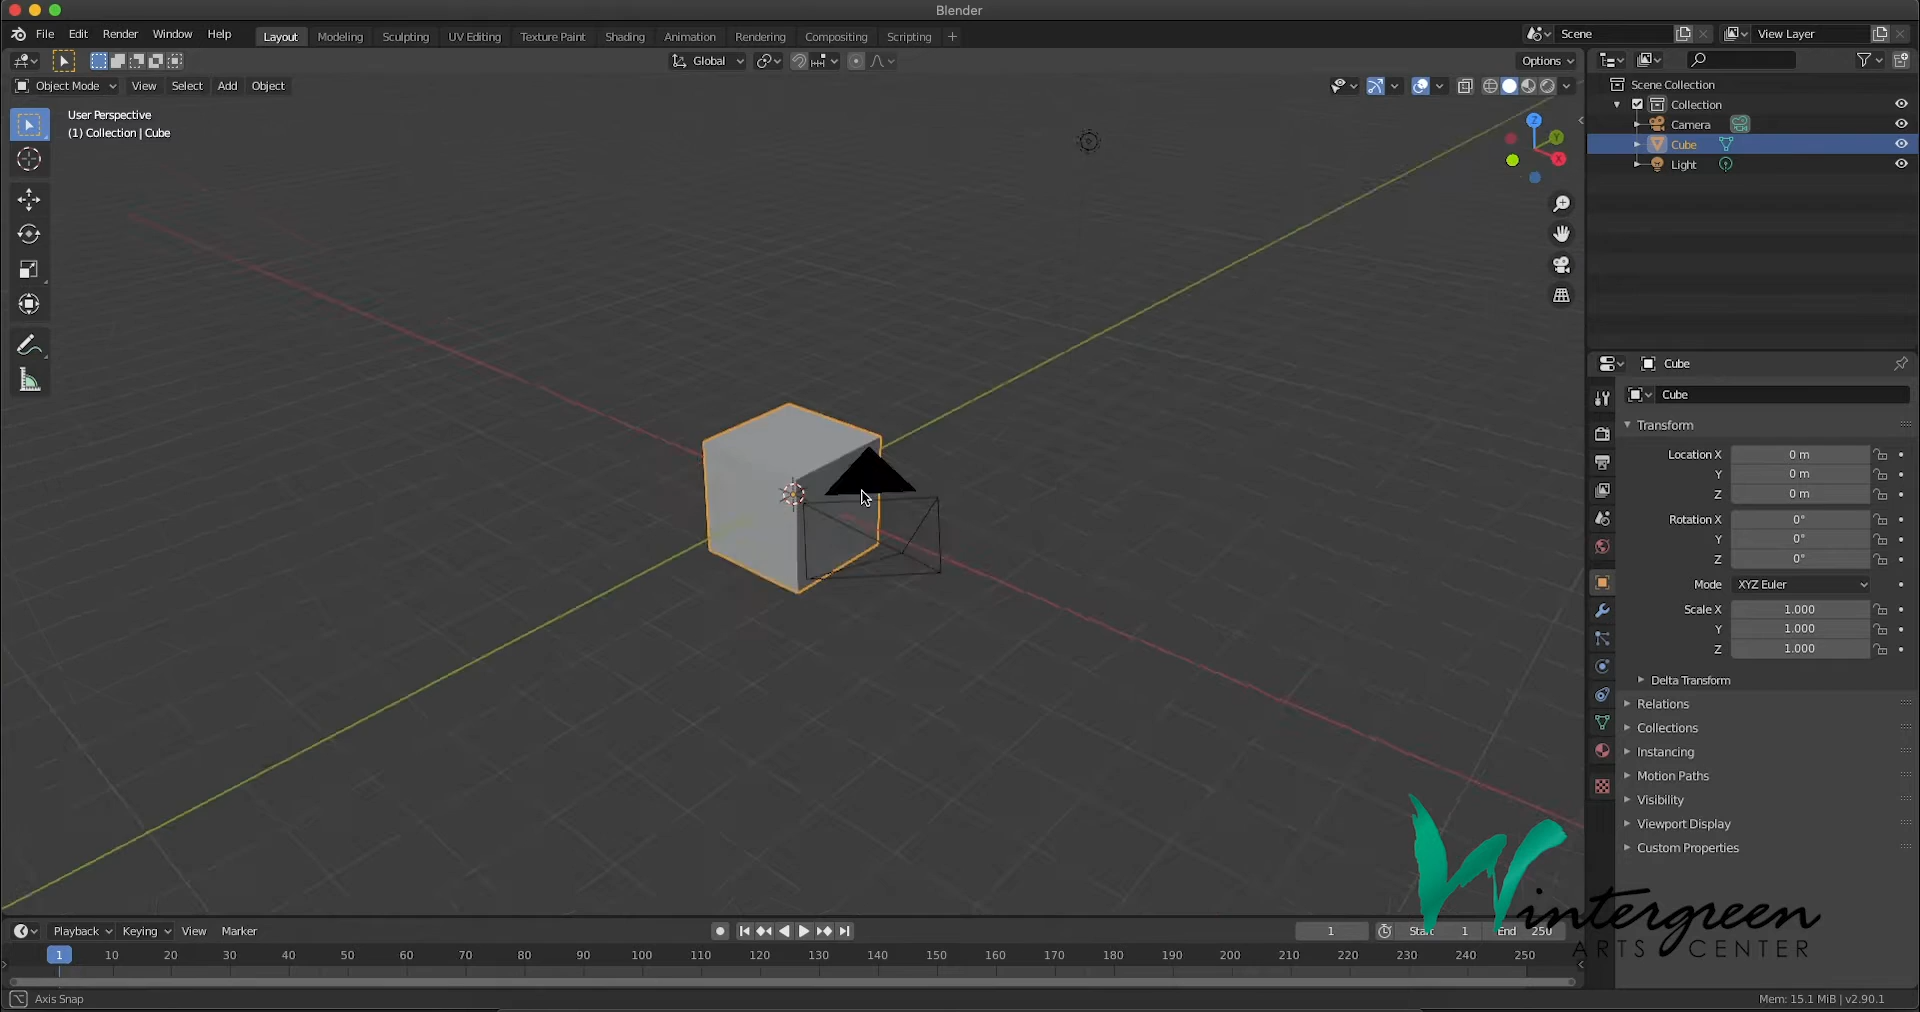 Blender
File Edit Render Window Help Layout Modeling Sculpting UV Editing Texture Paint Shading Animation Rendering Compositing Scripting + Scene View Layer
Global Options
Object Mode View Select Add Object
User Perspective
(1) Collection | Cube
Z
Y
X
Scene Collection
Collection
Camera
Cube
Light
Cube
Cube
Transform
Location X 0 m
Y 0 m
Z 0 m
Rotation X 0°
Y 0°
Z 0°
Mode XYZ Euler
Scale X 1.000
Y 1.000
Z 1.000
Delta Transform
Relations
Collections
Instancing
Motion Paths
Visibility
Viewport Display
Custom Properties
Wintergreen
ARTS CENTER
Playback Keying View Marker 1 Start 1 End 250
1 10 20 30 40 50 60 70 80 90 100 110 120 130 140 150 160 170 180 190 200 210 220 230 240 250
Axis Snap Mem: 15.1 MiB | v2.90.1